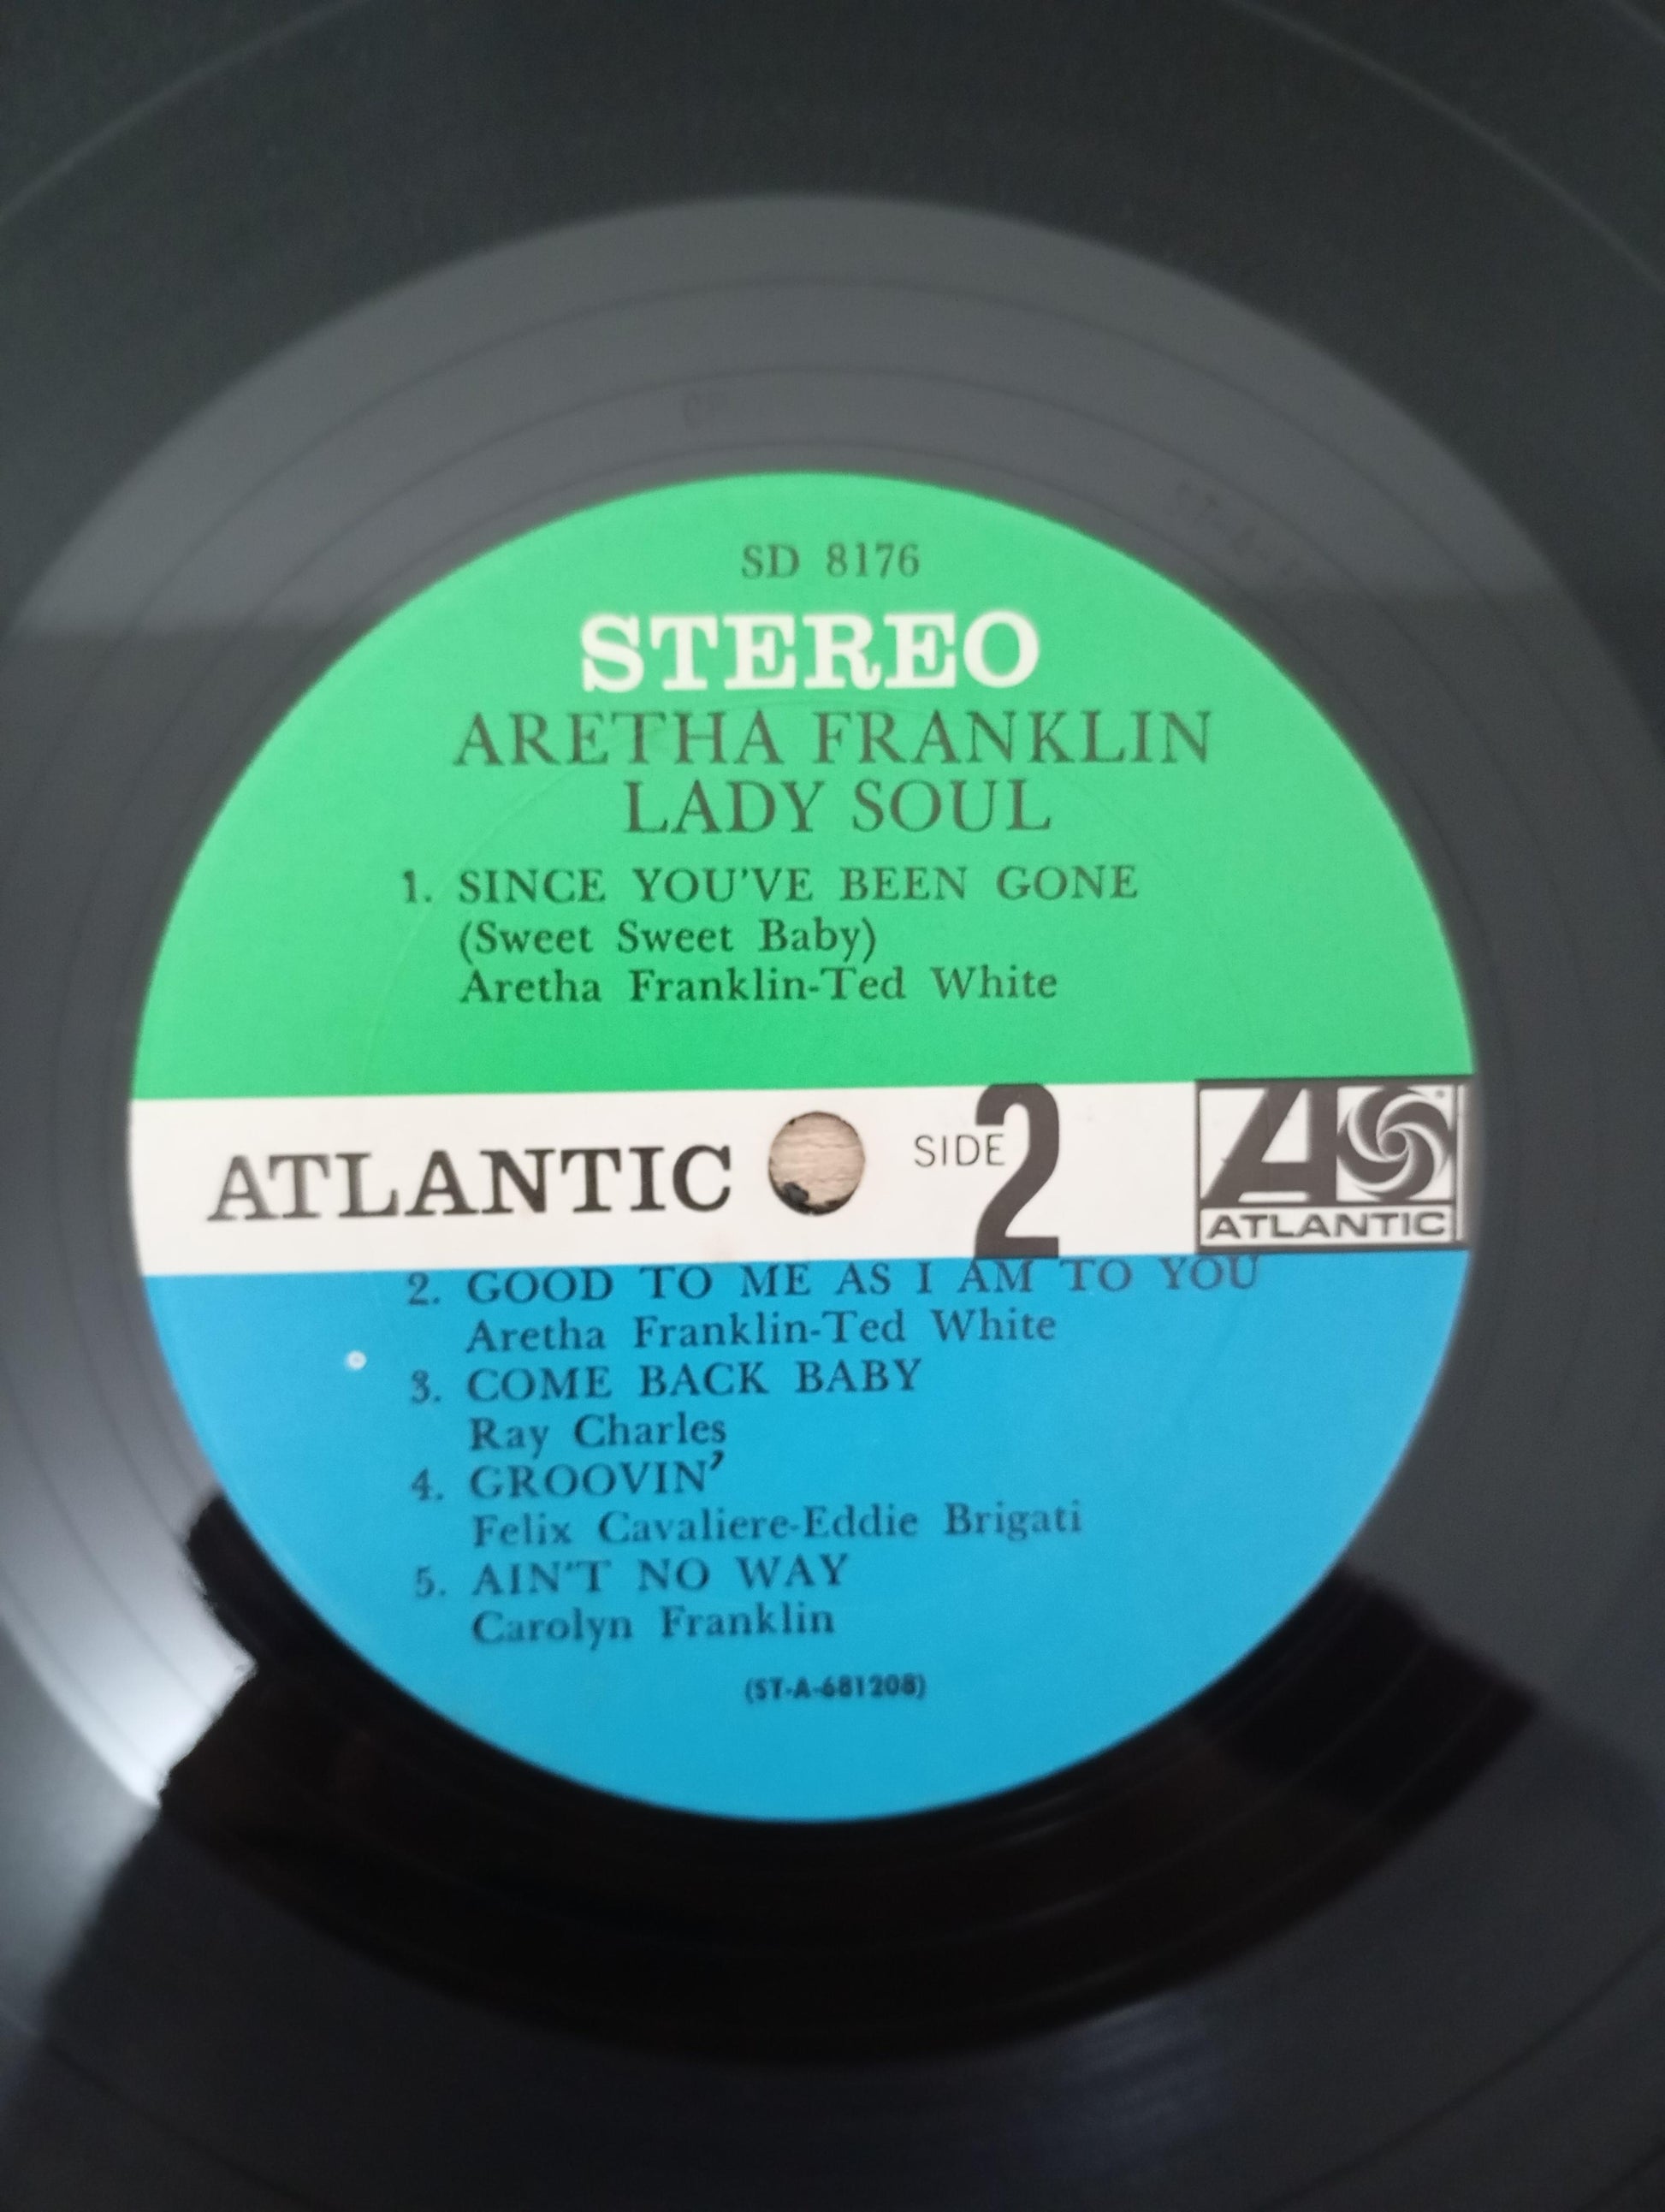 SD 8176
STEREO
ARETHA FRANKLIN
LADY SOUL
1. SINCE YOU'VE BEEN GONE
(Sweet Sweet Baby)
Aretha Franklin-Ted White
ATLANTIC SIDE 2
ATLANTIC
2. GOOD TO ME AS I AM TO YOU
Aretha Franklin-Ted White
3. COME BACK BABY
Ray Charles
4. GROOVIN'
Felix Cavaliere-Eddie Brigati
5. AIN'T NO WAY
Carolyn Franklin
(ST-A-681208)